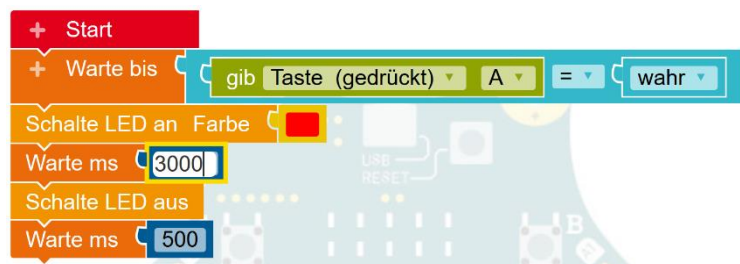 + Start
+ Warte bis gib Taste (gedrückt) A = wahr
Schalte LED an Farbe
Warte ms 3000
USB
RESET
Schalte LED aus
Warte ms 500
B
A1